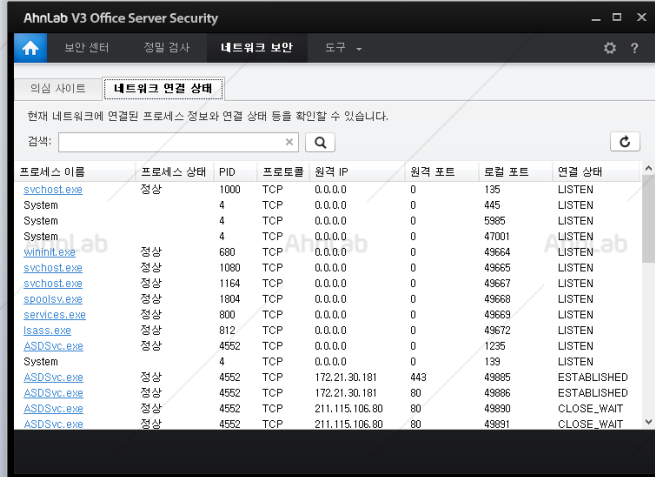 AhnLab V3 Office Server Security
보안 센터 정밀 검사 네트워크 보안 도구
의심 사이트 네트워크 연결 상태
현재 네트워크에 연결된 프로세스 정보와 연결 상태 등을 확인할 수 있습니다.
검색:
프로세스 이름 프로세스 상태 PID 프로토콜 원격 IP 원격 포트 로컬 포트 연결 상태
svchost.exe 정상 1000 TCP 0.0.0.0 0 135 LISTEN
System 4 TCP 0.0.0.0 0 445 LISTEN
System 4 TCP 0.0.0.0 0 5985 LISTEN
System 4 TCP 0.0.0.0 0 47001 LISTEN
wininit.exe 정상 680 TCP 0.0.0.0 0 49664 LISTEN
svchost.exe 정상 1080 TCP 0.0.0.0 0 49665 LISTEN
svchost.exe 정상 1164 TCP 0.0.0.0 0 49667 LISTEN
spoolsv.exe 정상 1804 TCP 0.0.0.0 0 49668 LISTEN
services.exe 정상 800 TCP 0.0.0.0 0 49669 LISTEN
lsass.exe 정상 812 TCP 0.0.0.0 0 49672 LISTEN
ASDSvc.exe 정상 4552 TCP 0.0.0.0 0 1235 LISTEN
System 4 TCP 0.0.0.0 0 139 LISTEN
ASDSvc.exe 정상 4552 TCP 172.21.30.181 443 49885 ESTABLISHED
ASDSvc.exe 정상 4552 TCP 172.21.30.181 80 49886 ESTABLISHED
ASDSvc.exe 정상 4552 TCP 211.115.106.80 80 49890 CLOSE_WAIT
ASDSvc.exe 정상 4552 TCP 211.115.106.80 80 49891 CLOSE_WAIT